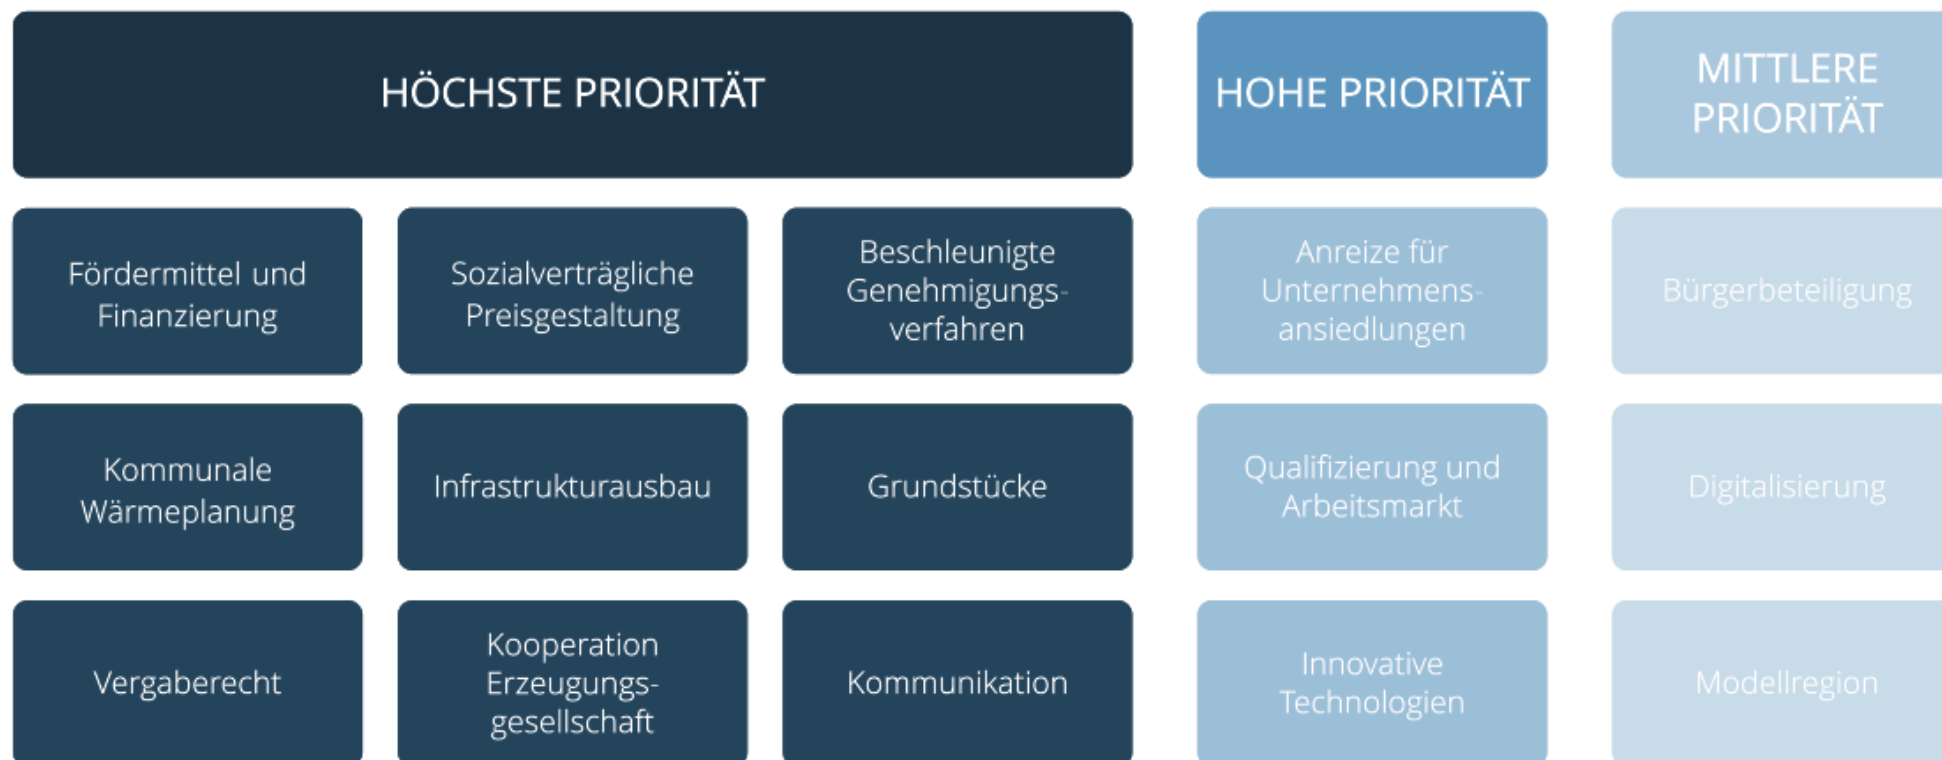 HÖCHSTE PRIORITÄT
HOHE PRIORITÄT
MITTLERE
PRIORITÄT
Fördermittel und
Finanzierung
Sozialverträgliche
Preisgestaltung
Beschleunigte
Genehmigungs-
verfahren
Anreize für
Unternehmens-
ansiedlungen
Bürgerbeteiligung
Kommunale
Wärmeplanung
Infrastrukturausbau
Grundstücke
Qualifizierung und
Arbeitsmarkt
Digitalisierung
Vergaberecht
Kooperation
Erzeugungs-
gesellschaft
Kommunikation
Innovative
Technologien
Modellregion